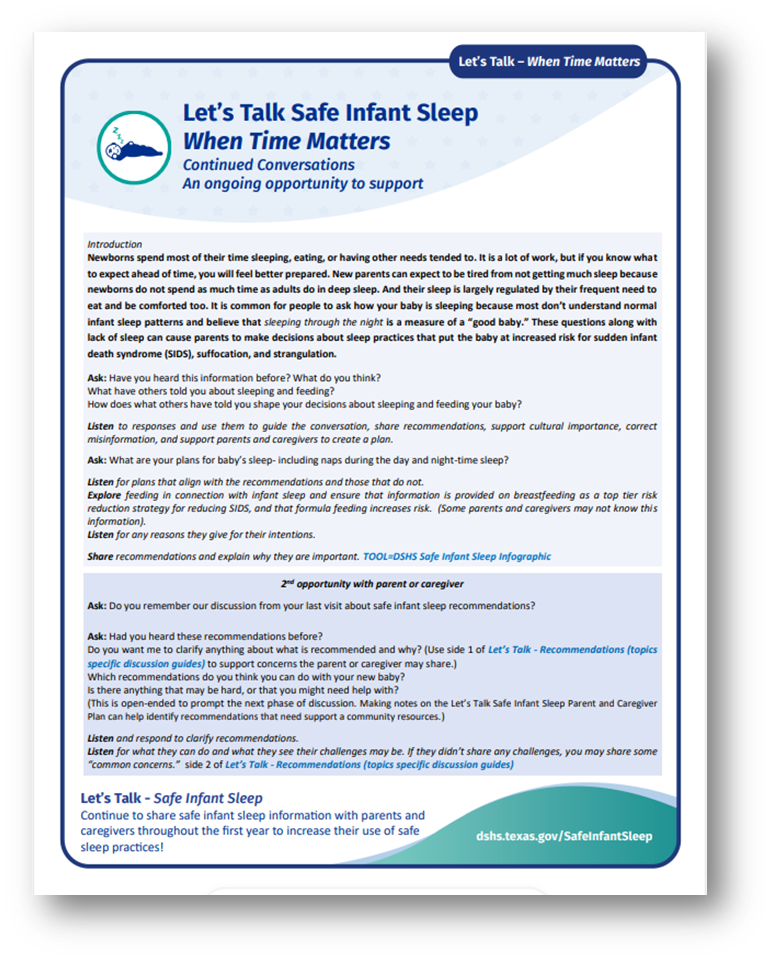 Let's Talk – When Time Matters
Let's Talk Safe Infant Sleep
When Time Matters
Continued Conversations
An ongoing opportunity to support
Introduction
Newborns spend most of their time sleeping, eating, or having other needs tended to. It is a lot of work, but if you know what
to expect ahead of time, you will feel better prepared. New parents can expect to be tired from not getting much sleep because
newborns do not spend as much time as adults do in deep sleep. And their sleep is largely regulated by their frequent need to
eat and be comforted too. It is common for people to ask how your baby is sleeping because most don't understand normal
infant sleep patterns and believe that sleeping through the night is a measure of a "good baby." These questions along with
lack of sleep can cause parents to make decisions about sleep practices that put the baby at increased risk for sudden infant
death syndrome (SIDS), suffocation, and strangulation.
Ask: Have you heard this information before? What do you think?
What have others told you about sleeping and feeding?
How does what others have told you shape your decisions about sleeping and feeding your baby?
Listen to responses and use them to guide the conversation, share recommendations, support cultural importance, correct
misinformation, and support parents and caregivers to create a plan.
Ask: What are your plans for baby's sleep- including naps during the day and night-time sleep?
Listen for plans that align with the recommendations and those that do not.
Explore feeding in connection with infant sleep and ensure that information is provided on breastfeeding as a top tier risk
reduction strategy for reducing SIDS, and that formula feeding increases risk. (Some parents and caregivers may not know this
information).
Listen for any reasons they give for their intentions.
Share recommendations and explain why they are important. TOOL=DSHS Safe Infant Sleep Infographic
2nd opportunity with parent or caregiver
Ask: Do you remember our discussion from your last visit about safe infant sleep recommendations?
Ask: Had you heard these recommendations before?
Do you want me to clarify anything about what is recommended and why? (Use side 1 of Let's Talk - Recommendations (topics
specific discussion guides) to support concerns the parent or caregiver may share.)
Which recommendations do you think you can do with your new baby?
Is there anything that may be hard, or that you might need help with?
(This is open-ended to prompt the next phase of discussion. Making notes on the Let's Talk Safe Infant Sleep Parent and Caregiver
Plan can help identify recommendations that need support a community resources.)
Listen and respond to clarify recommendations.
Listen for what they can do and what they see their challenges may be. If they didn't share any challenges, you may share some
"common concerns." side 2 of Let's Talk - Recommendations (topics specific discussion guides)
Let's Talk - Safe Infant Sleep
Continue to share safe infant sleep information with parents and
caregivers throughout the first year to increase their use of safe
sleep practices!
dshs.texas.gov/SafeInfantSleep